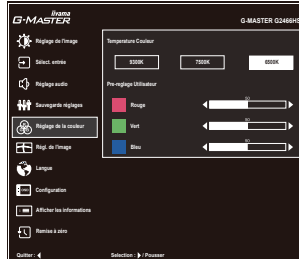 iiyama
G-MASTER
G-MASTER G2466HS
Réglage de l'image
Sélect. entrée
Réglage audio
Sauvegarde réglages
Réglage de la couleur
Régl. de l'image
Langue
Configuration
Afficher les informations
Remise à zéro
Temperature Couleur
9300K
7500K
6500K
Pre-reglage Utilisateur
Rouge
50
Vert
50
Bleu
50
Quitter :
Selection : / Pousser